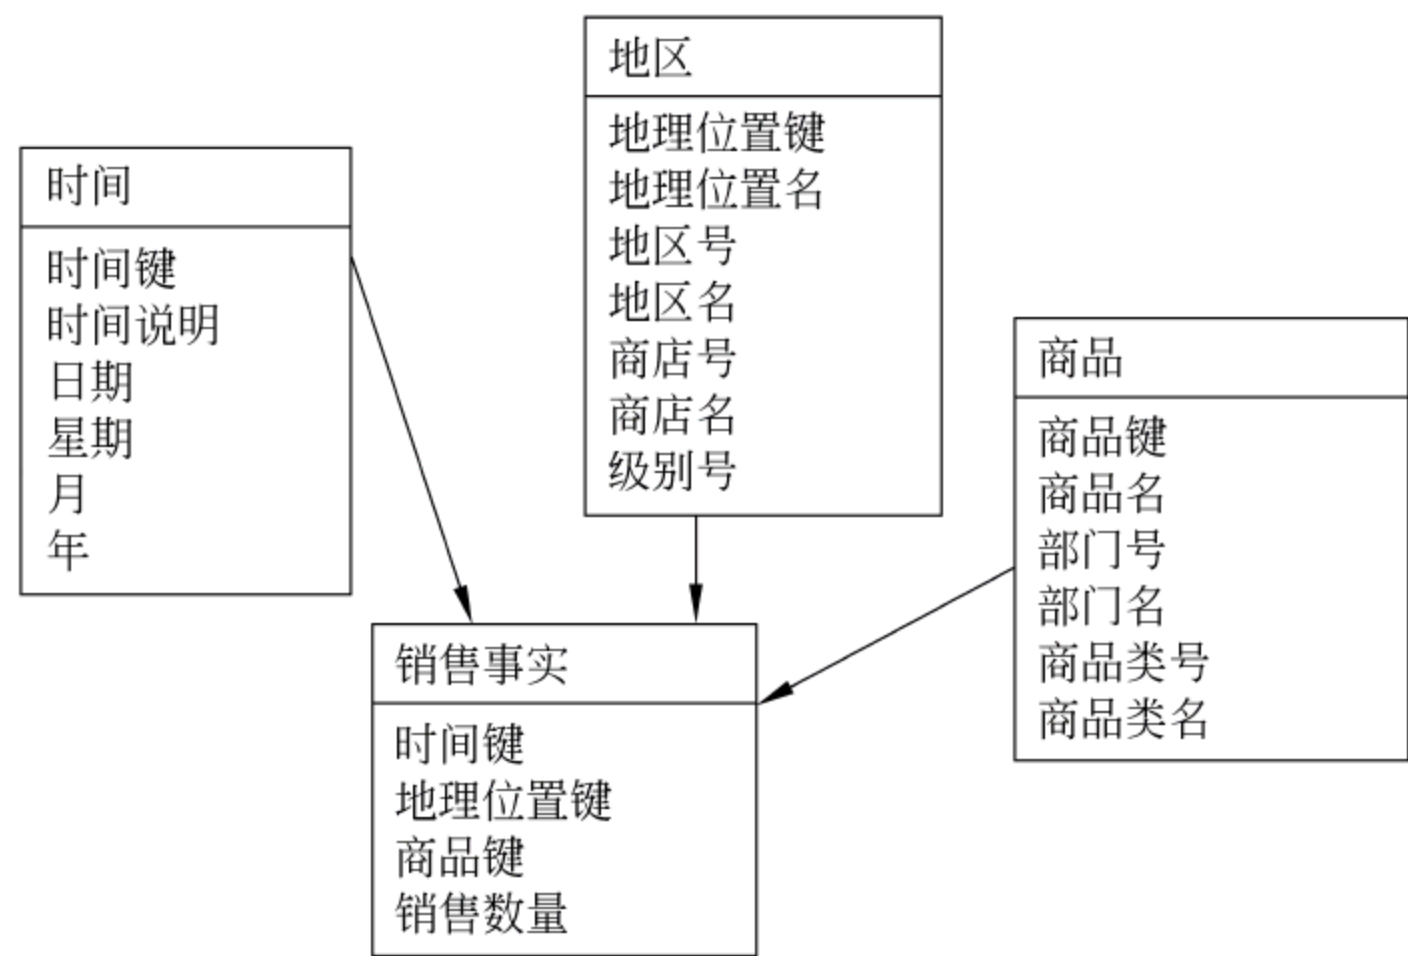 时间
时间键
时间说明
日期
星期
月
年
地区
地理位置键
地理位置名
地区号
地区名
商店号
商店名
级别号
商品
商品键
商品名
部门号
部门名
商品类号
商品类名
销售事实
时间键
地理位置键
商品键
销售数量